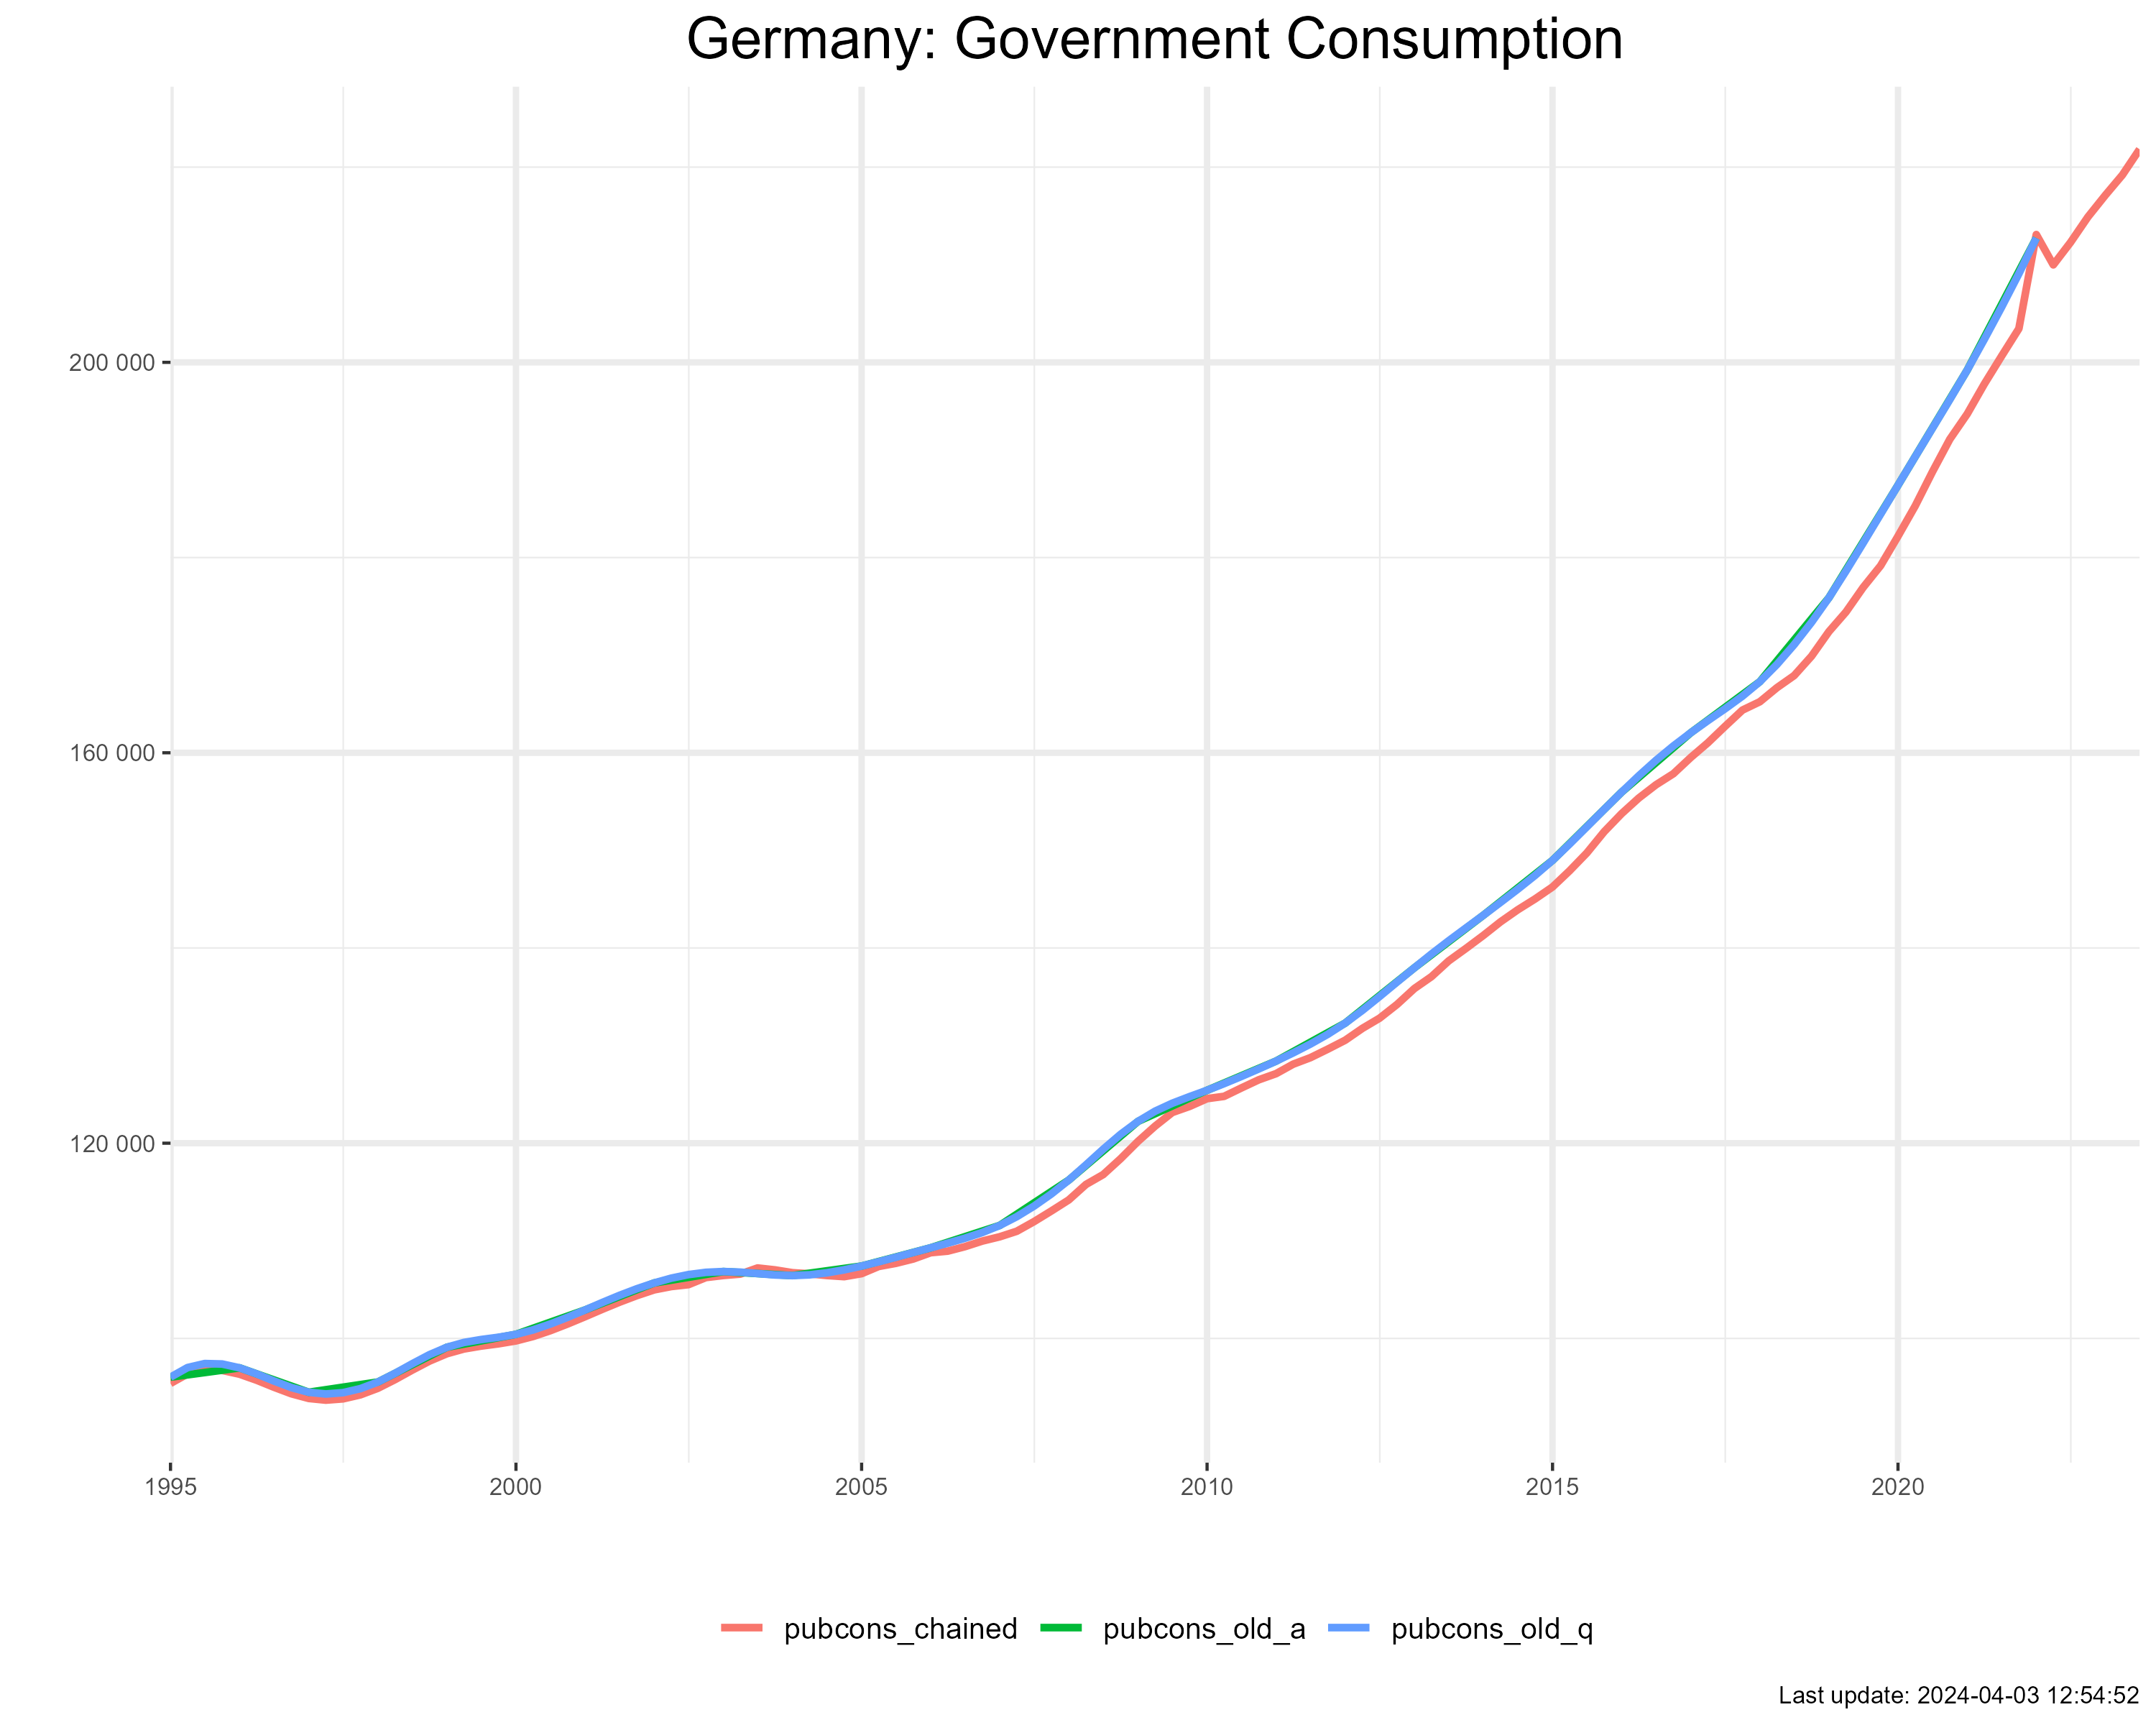 Germany: Government Consumption
200 000
160 000
120 000
1995 2000 2005 2010 2015 2020
pubcons_chained pubcons_old_a pubcons_old_q
Last update: 2024-04-03 12:54:52